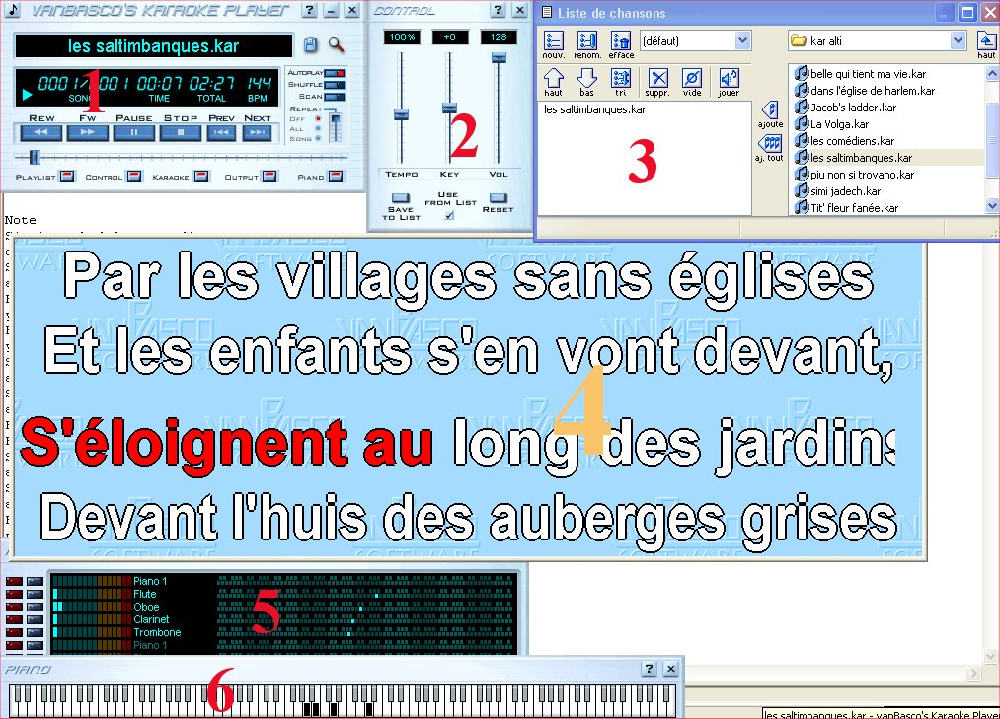 VANBASCO'S KARAOKE PLAYER
les saltimbanques.kar
0001/0001 00:07 02:27 144
SONG TIME TOTAL BPM
1
AUTOPLAY
SHUFFLE
SCAN
REPEAT
OFF
ALL
SONG
REW FW PAUSE STOP PREV NEXT
PLAYLIST CONTROL KARAOKE OUTPUT PIANO
CONTROL
100% +0 128
2
TEMPO KEY VOL
SAVE TO LIST
USE FROM LIST
RESET
Liste de chansons
nouv. renom. efface
(défaut)
kar alti
haut
haut bas tri suppr. vide jouer
les saltimbanques.kar
3
ajoute
aj. tout
belle qui tient ma vie.kar
dans l'église de harlem.kar
Jacob's ladder.kar
La Volga.kar
les comédiens.kar
les saltimbanques.kar
piu non si trovano.kar
simi jadech.kar
Tit' fleur fanée.kar
Note
VANBASCO
SOFTWARE
Par les villages sans églises
Et les enfants s'en vont devant,
4
S'éloignent au long des jardins
Devant l'huis des auberges grises
Piano 1
Flute
Oboe
Clarinet
Trombone
Piano 1
5
PIANO
6
les saltimbanques.kar - vanBasco's Karaoke Player